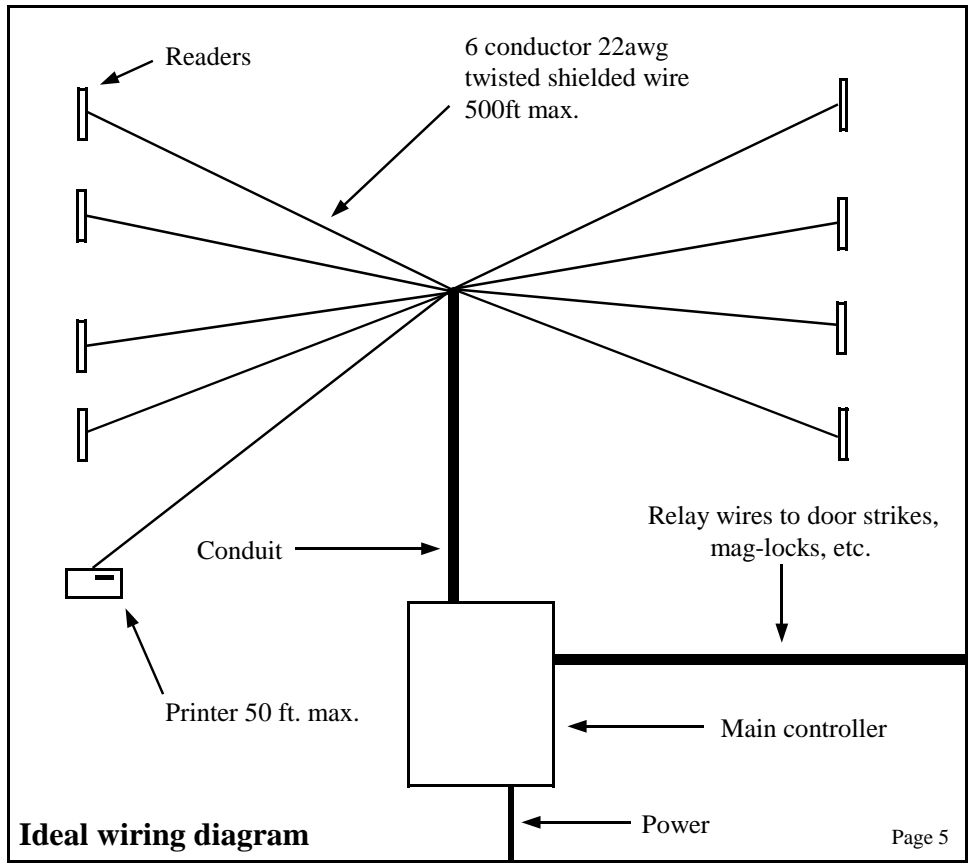 Readers
6 conductor 22awg
twisted shielded wire
500ft max.
Relay wires to door strikes,
mag-locks, etc.
Conduit
Printer 50 ft. max.
Main controller
Power
Ideal wiring diagram
Page 5